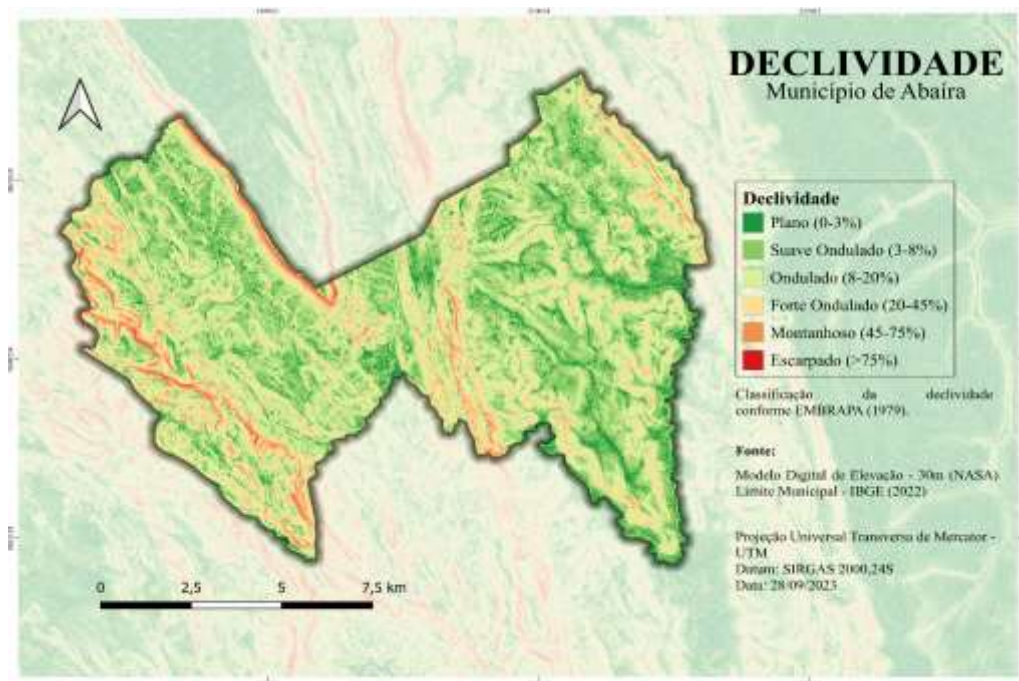 DECLIVIDADE
Município de Abaíra
Declividade
Plano (0-3%)
Suave Ondulado (3-8%)
Ondulado (8-20%)
Forte Ondulado (20-45%)
Montanhoso (45-75%)
Escarpado (>75%)
Classificação da declividade
conforme EMBRAPA (1979).
Fonte:
Modelo Digital de Elevação - 30m (NASA)
Limite Municipal - IBGE (2022)
Projeção Universal Transversa de Mercator -
UTM
Datum: SIRGAS 2000,24S
Data: 28/09/2023
0 2,5 5 7,5 km